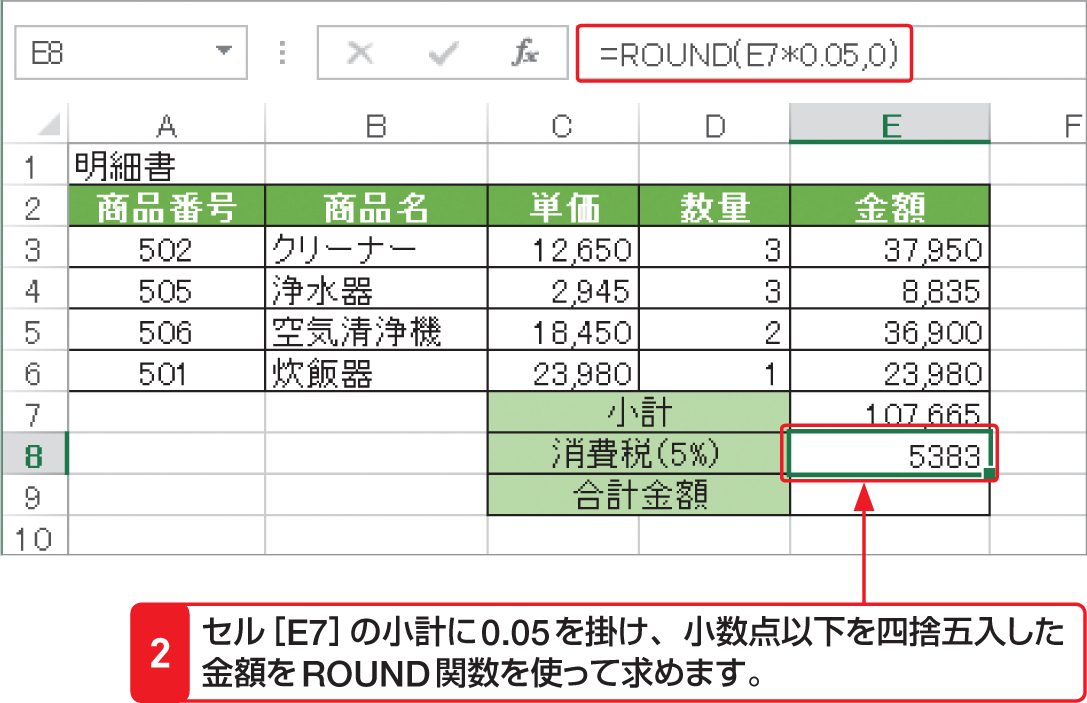 E8 fx =ROUND(E7*0.05,0)
A B C D E F
1 明細書
2 商品番号 商品名 単価 数量 金額
3 502 クリーナー 12,650 3 37,950
4 505 浄水器 2,945 3 8,835
5 506 空気清浄機 18,450 2 36,900
6 501 炊飯器 23,980 1 23,980
7 小計 107,665
8 消費税(5%) 5383
9 合計金額
10
2 セル[E7]の小計に0.05を掛け、小数点以下を四捨五入した
金額をROUND関数を使って求めます。